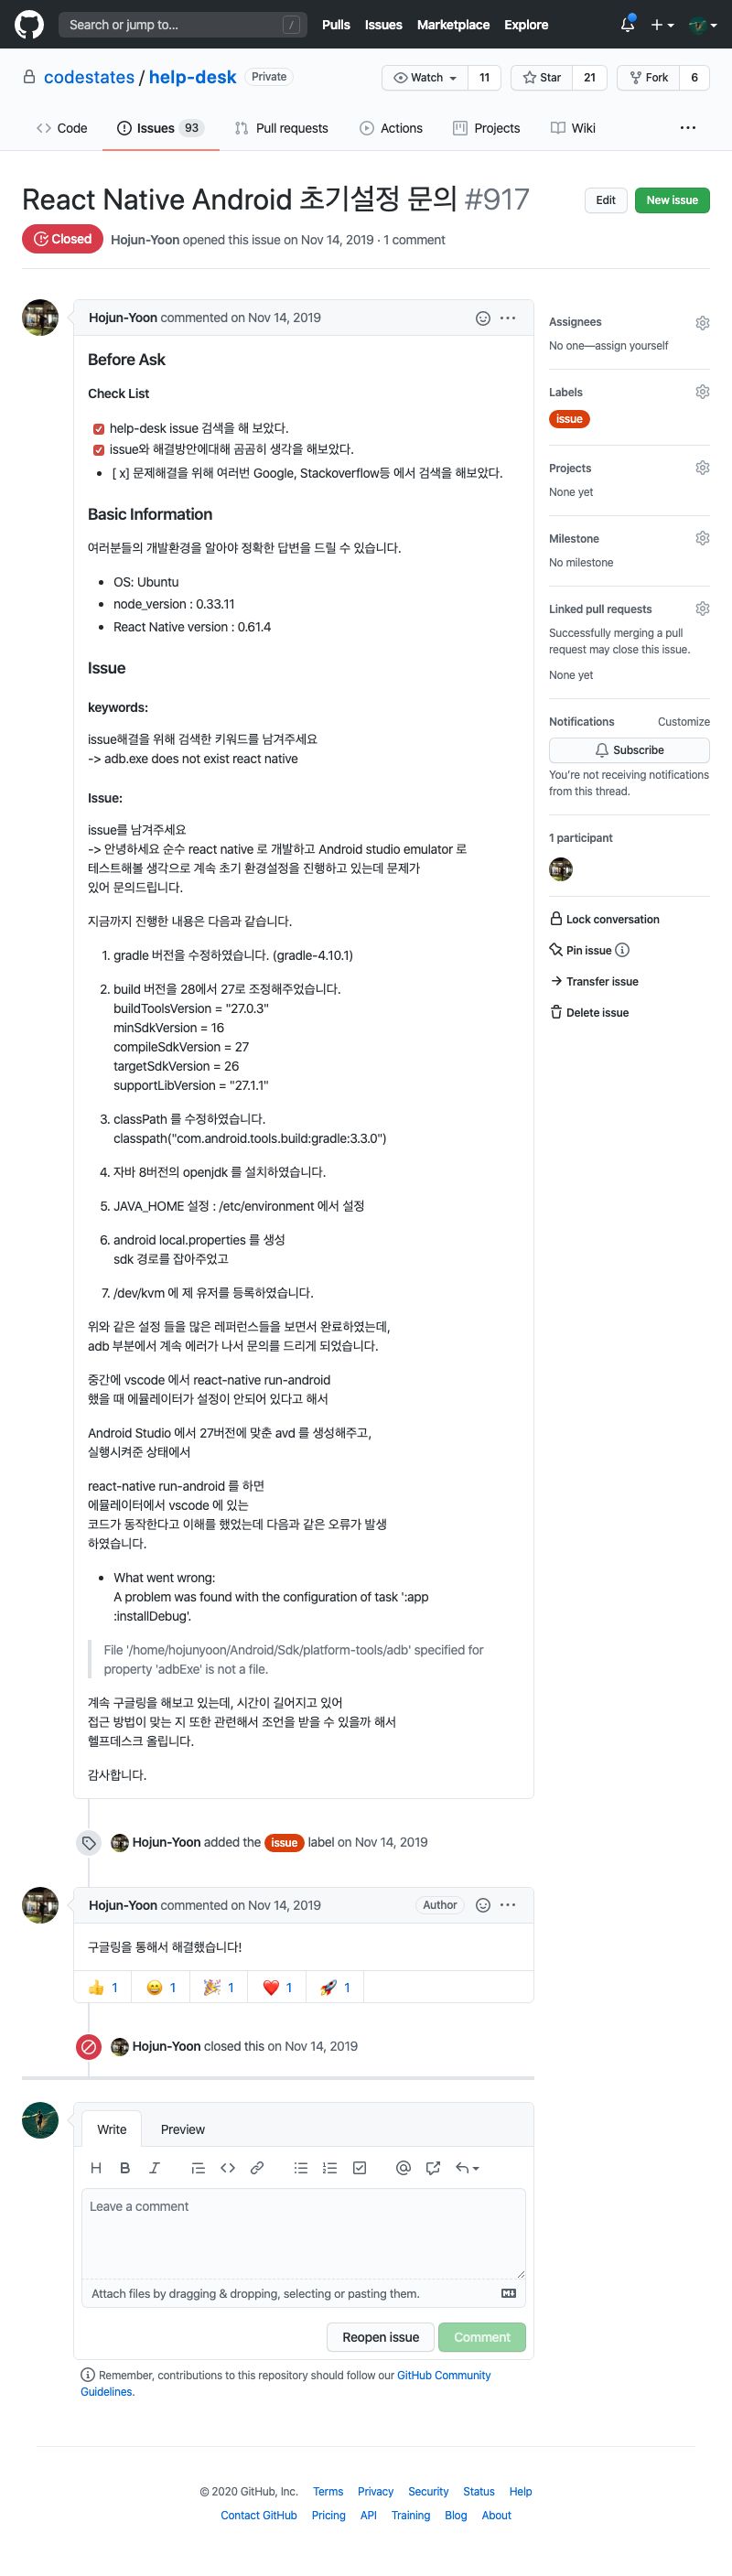 Search or jump to...
/
Pulls
Issues
Marketplace
Explore
codestates / help-desk
Private
Watch
11
Star
21
Fork
6
Code
Issues 93
Pull requests
Actions
Projects
Wiki
React Native Android 초기설정 문의 #917
Edit
New issue
Closed
Hojun-Yoon opened this issue on Nov 14, 2019 · 1 comment
Hojun-Yoon commented on Nov 14, 2019
Before Ask
Check List
help-desk issue 검색을 해 보았다.
issue와 해결방안에대해 곰곰히 생각을 해보았다.
[ x] 문제해결을 위해 여러번 Google, Stackoverflow등 에서 검색을 해보았다.
Basic Information
여러분들의 개발환경을 알아야 정확한 답변을 드릴 수 있습니다.
OS: Ubuntu
node_version : 0.33.11
React Native version : 0.61.4
Issue
keywords:
issue해결을 위해 검색한 키워드를 남겨주세요
-> adb.exe does not exist react native
Issue:
issue를 남겨주세요
-> 안녕하세요 순수 react native 로 개발하고 Android studio emulator 로
테스트해볼 생각으로 계속 초기 환경설정을 진행하고 있는데 문제가
있어 문의드립니다.
지금까지 진행한 내용은 다음과 같습니다.
1. gradle 버전을 수정하였습니다. (gradle-4.10.1)
2. build 버전을 28에서 27로 조정해주었습니다.
buildToolsVersion = "27.0.3"
minSdkVersion = 16
compileSdkVersion = 27
targetSdkVersion = 26
supportLibVersion = "27.1.1"
3. classPath 를 수정하였습니다.
classpath("com.android.tools.build:gradle:3.3.0")
4. 자바 8버전의 openjdk 를 설치하였습니다.
5. JAVA_HOME 설정 : /etc/environment 에서 설정
6. android local.properties 를 생성
sdk 경로를 잡아주었고
7. /dev/kvm 에 제 유저를 등록하였습니다.
위와 같은 설정 들을 많은 레퍼런스들을 보면서 완료하였는데,
adb 부분에서 계속 에러가 나서 문의를 드리게 되었습니다.
중간에 vscode 에서 react-native run-android
했을 때 에뮬레이터가 설정이 안되어 있다고 해서
Android Studio 에서 27버전에 맞춘 avd 를 생성해주고,
실행시켜준 상태에서
react-native run-android 를 하면
에뮬레이터에서 vscode 에 있는
코드가 동작한다고 이해를 했었는데 다음과 같은 오류가 발생
하였습니다.
What went wrong:
A problem was found with the configuration of task ':app
:installDebug'.
File '/home/hojunyoon/Android/Sdk/platform-tools/adb' specified for
property 'adbExe' is not a file.
계속 구글링을 해보고 있는데, 시간이 길어지고 있어
접근 방법이 맞는 지 또한 관련해서 조언을 받을 수 있을까 해서
헬프데스크 올립니다.
감사합니다.
Hojun-Yoon added the issue label on Nov 14, 2019
Hojun-Yoon commented on Nov 14, 2019
Author
구글링을 통해서 해결했습니다!
👍 1
😄 1
🎉 1
❤️ 1
🚀 1
Hojun-Yoon closed this on Nov 14, 2019
Write
Preview
Leave a comment
Attach files by dragging & dropping, selecting or pasting them.
Reopen issue
Comment
Remember, contributions to this repository should follow our GitHub Community
Guidelines.
Assignees
No one—assign yourself
Labels
issue
Projects
None yet
Milestone
No milestone
Linked pull requests
Successfully merging a pull
request may close this issue.
None yet
Notifications
Customize
Subscribe
You're not receiving notifications
from this thread.
1 participant
Lock conversation
Pin issue
Transfer issue
Delete issue
© 2020 GitHub, Inc.
Terms
Privacy
Security
Status
Help
Contact GitHub
Pricing
API
Training
Blog
About